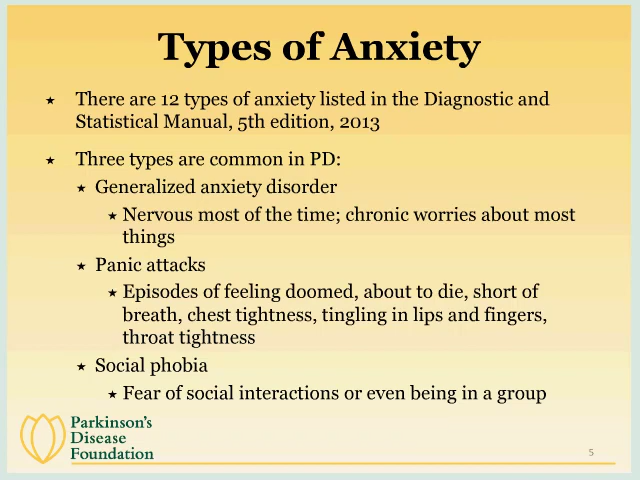 Types of Anxiety
★ There are 12 types of anxiety listed in the Diagnostic and
Statistical Manual, 5th edition, 2013
★ Three types are common in PD:
★ Generalized anxiety disorder
★ Nervous most of the time; chronic worries about most
things
★ Panic attacks
★ Episodes of feeling doomed, about to die, short of
breath, chest tightness, tingling in lips and fingers,
throat tightness
★ Social phobia
★ Fear of social interactions or even being in a group
Parkinson's
Disease
Foundation
5